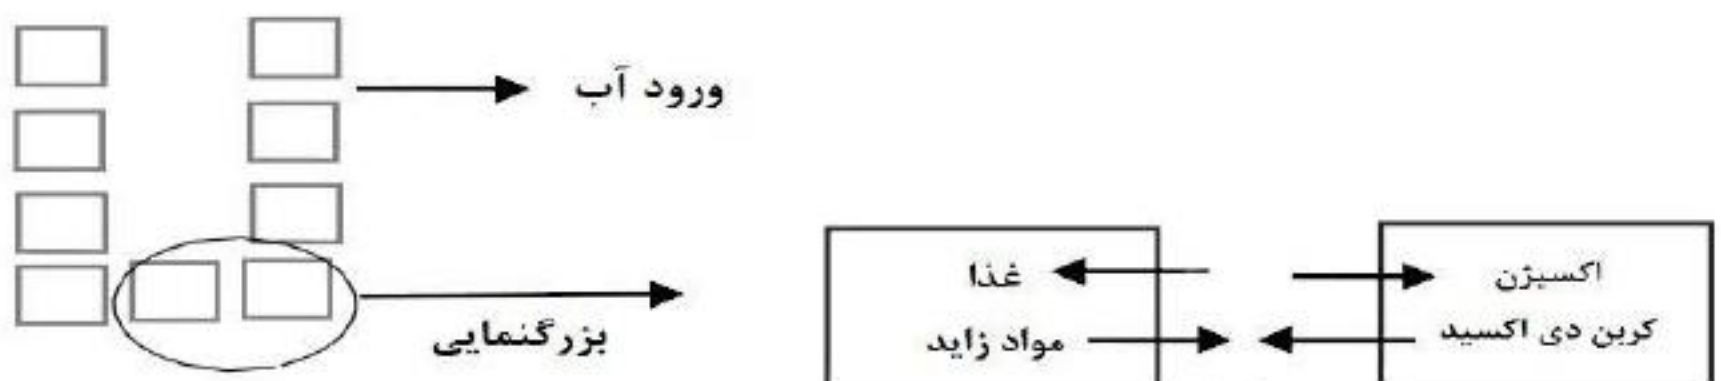 ورود آب
بزرگنمایی
غذا
مواد زاید
اکسیژن
کربن دی اکسید